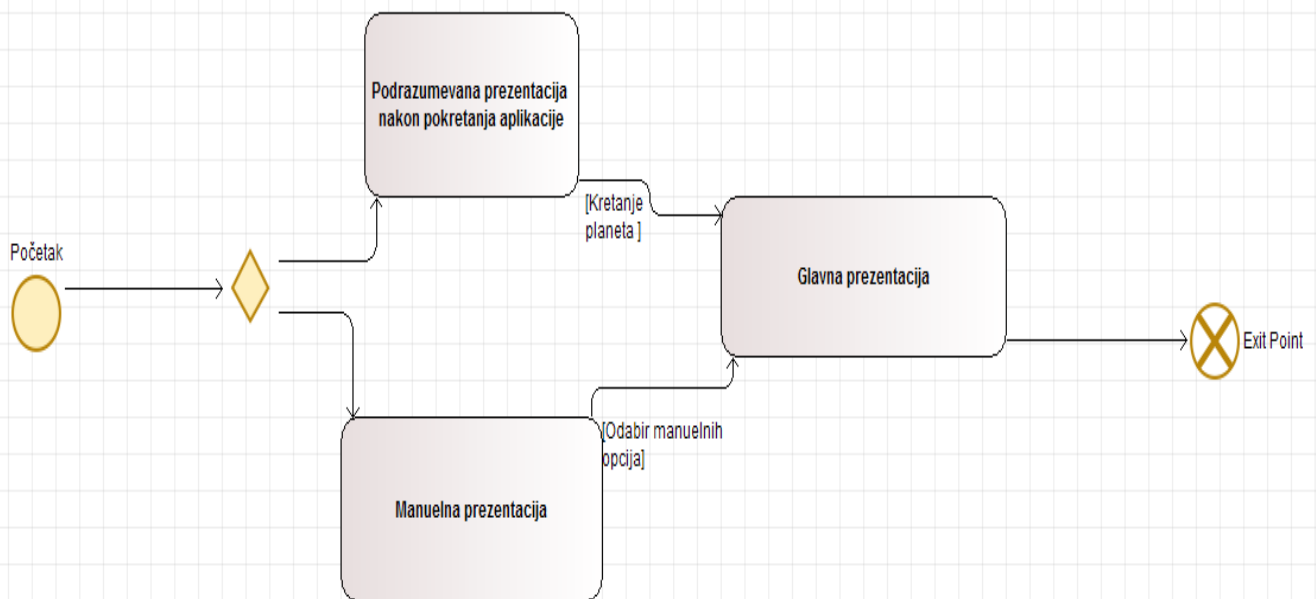 Podrazumevana prezentacija
nakon pokretanja aplikacije
[Kretanje
planeta ]
Početak
Glavna prezentacija
Exit Point
[Odabir manuelnih
opcija]
Manuelna prezentacija